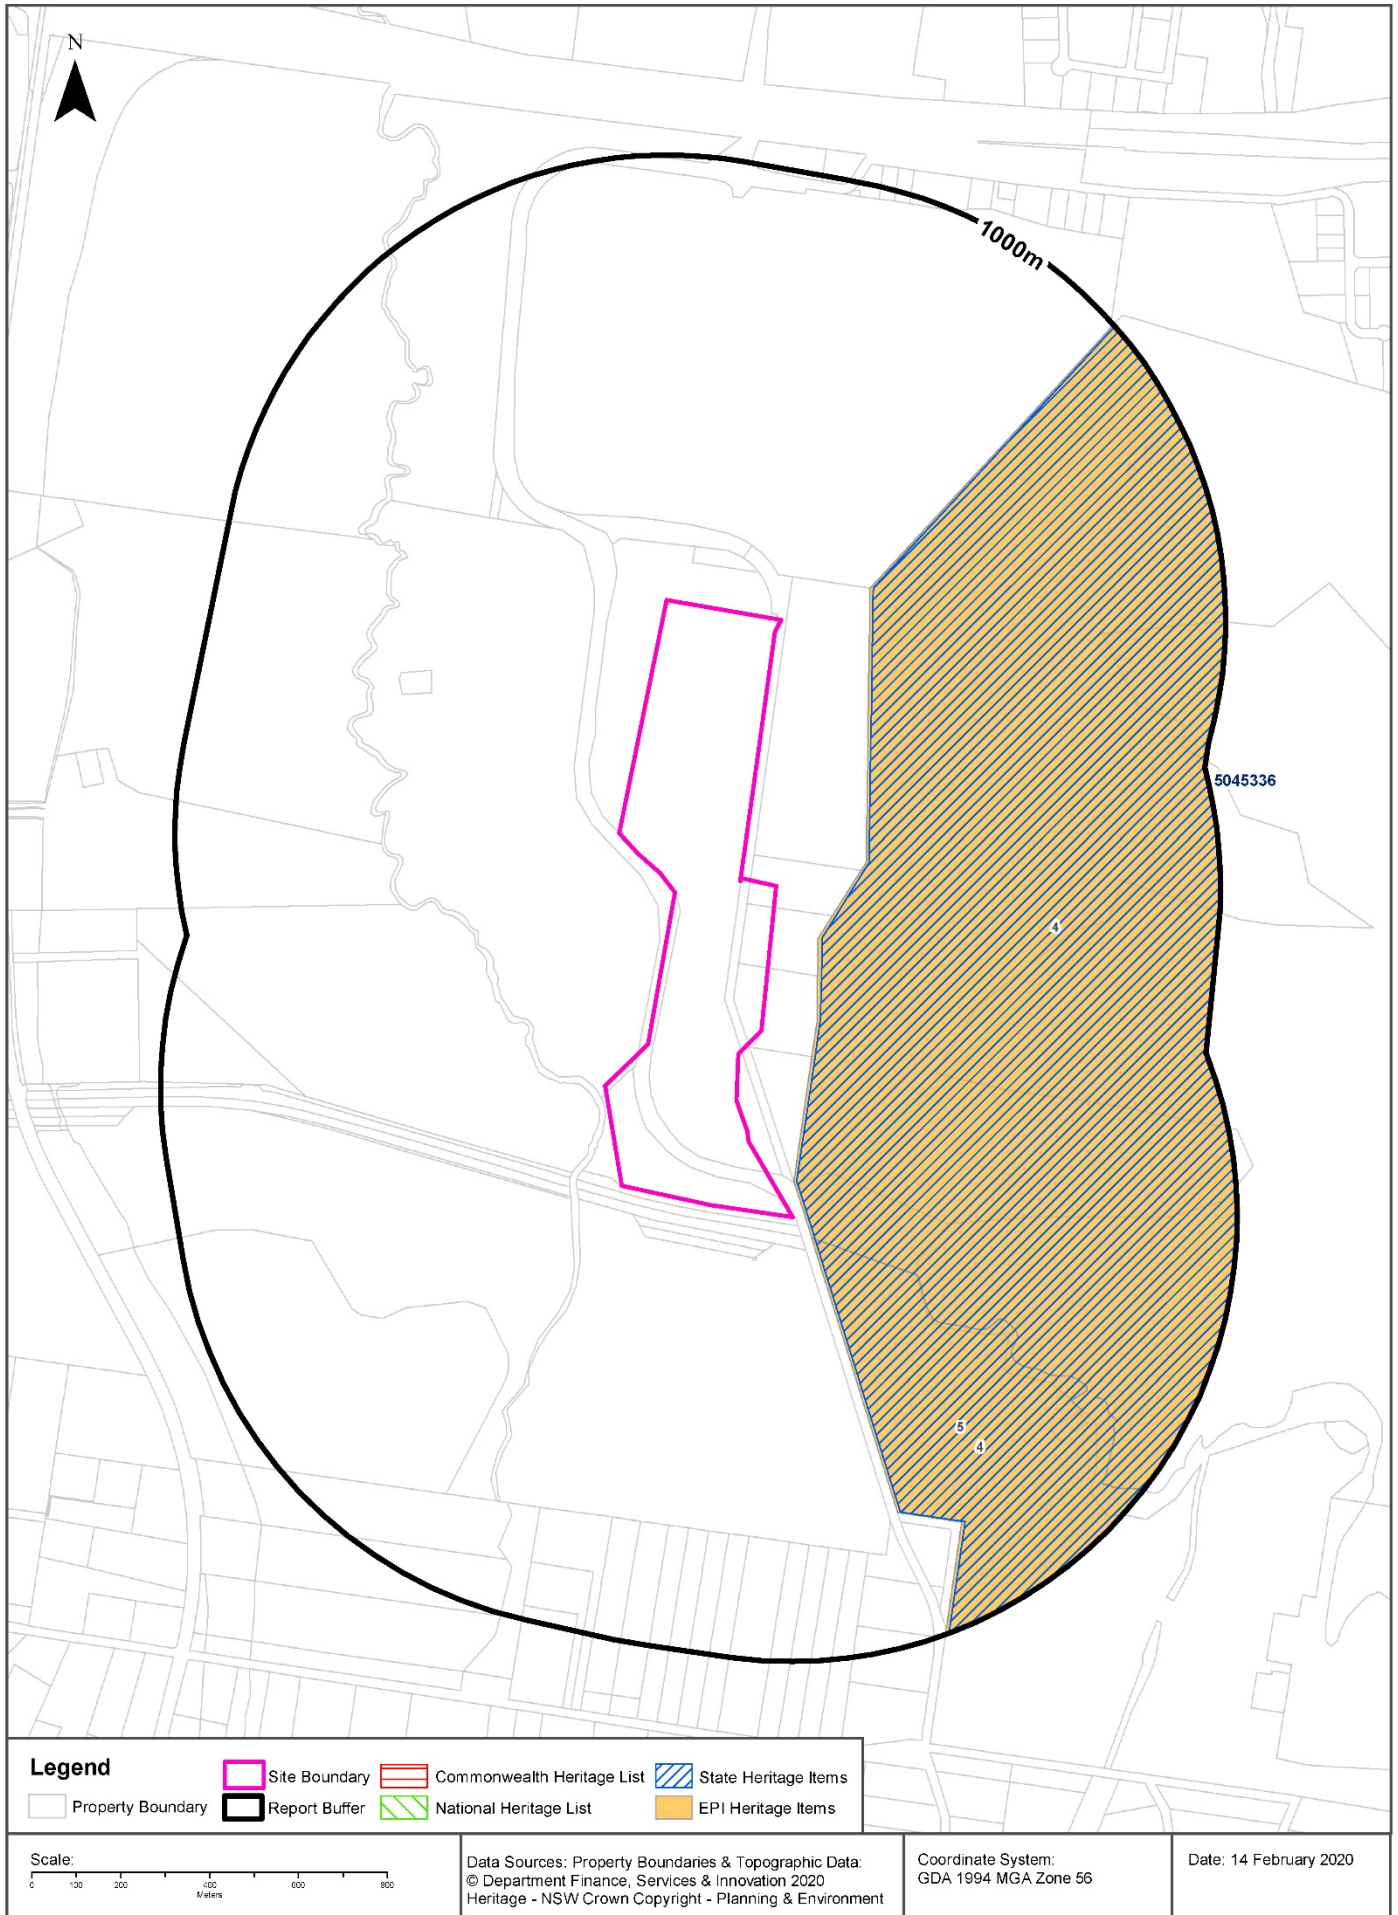 N
1000m
5045336
4
5
4
Legend
Site Boundary
Commonwealth Heritage List
State Heritage Items
Property Boundary
Report Buffer
National Heritage List
EPI Heritage Items
Scale:
0 100 200 400 600 800
Meters
Data Sources: Property Boundaries & Topographic Data:
© Department Finance, Services & Innovation 2020
Heritage - NSW Crown Copyright - Planning & Environment
Coordinate System:
GDA 1994 MGA Zone 56
Date: 14 February 2020